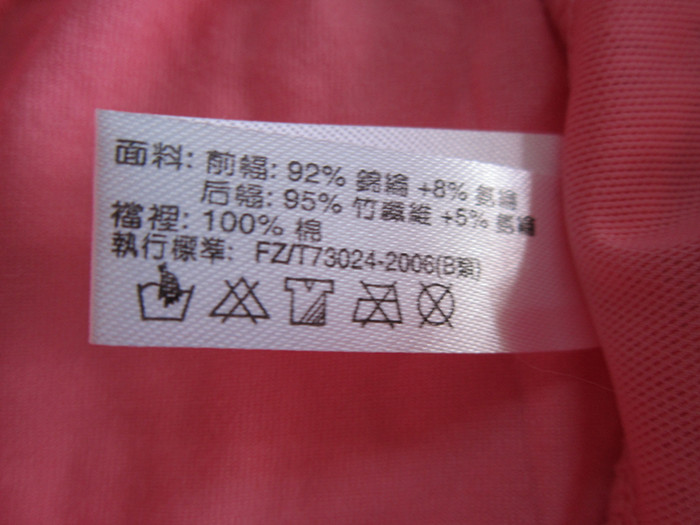 面料: 前幅: 92% 錦綸 +8% 氨綸
后幅: 95% 竹纖維 +5% 氨綸
襠裡: 100% 棉
執行標準: FZ/T73024-2006(B類)